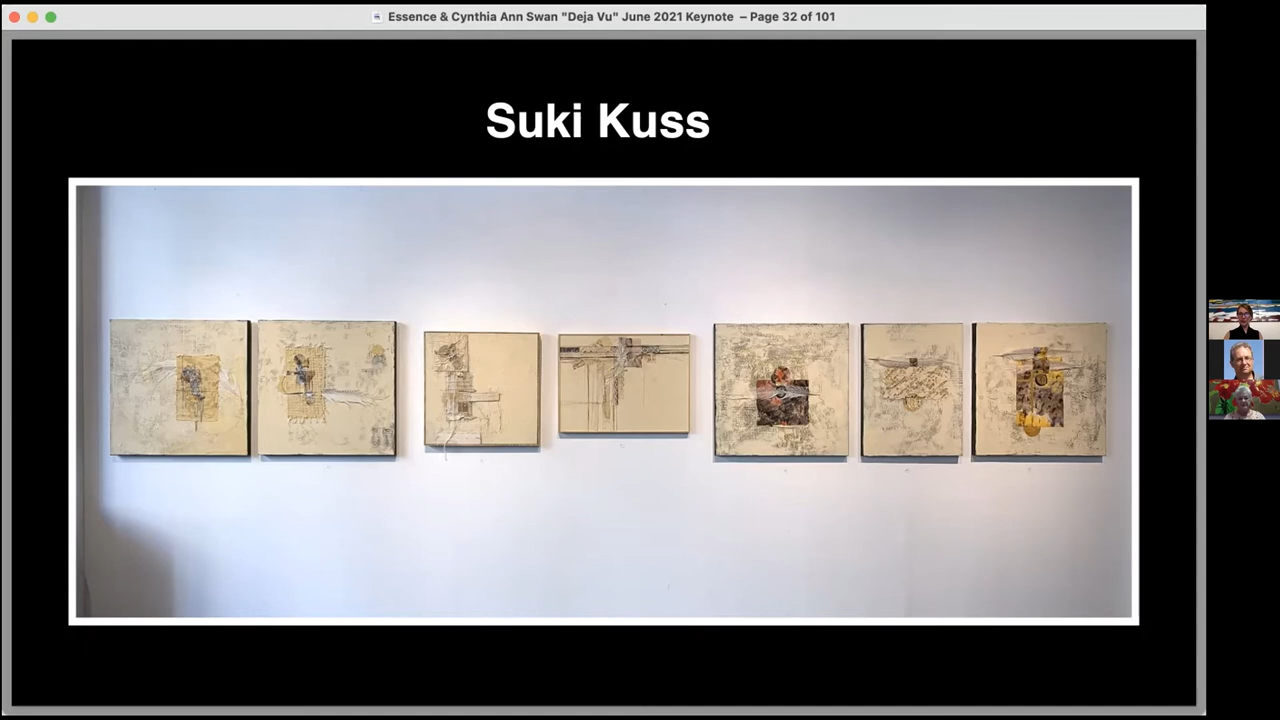 Essence & Cynthia Ann Swan "Deja Vu" June 2021 Keynote – Page 32 of 101
Suki Kuss